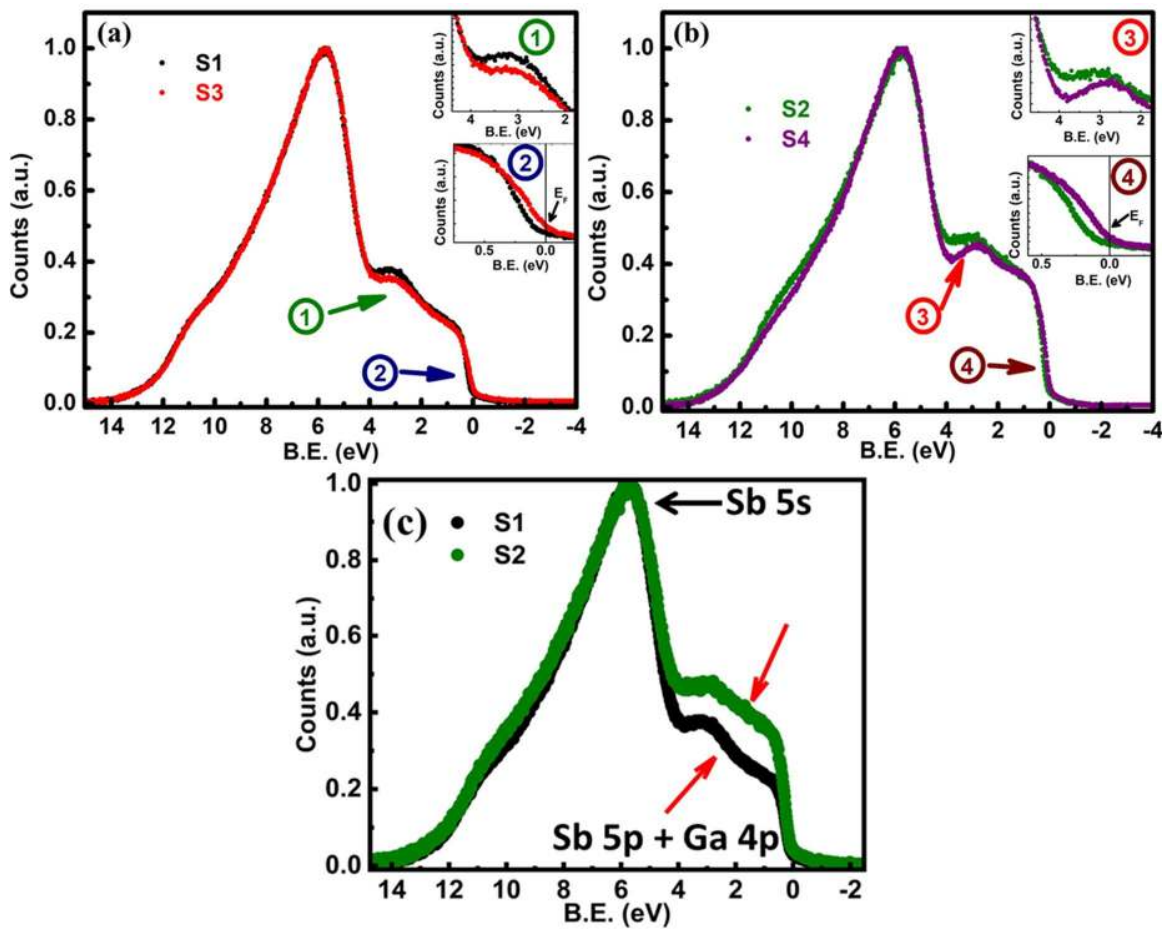 (a)
S1
S3
1
Counts (a.u.)
4 3 2
B.E. (eV)
2
Counts (a.u.)
E_F
0.5 0.0
B.E. (eV)
1
2
Counts (a.u.)
1.0
0.8
0.6
0.4
0.2
0.0
14 12 10 8 6 4 2 0 -2 -4
B.E. (eV)
(b)
S2
S4
3
Counts (a.u.)
4 3 2
B.E. (eV)
4
Counts (a.u.)
E_F
0.5 0.0
B.E. (eV)
3
4
Counts (a.u.)
1.0
0.8
0.6
0.4
0.2
0.0
14 12 10 8 6 4 2 0 -2 -4
B.E. (eV)
(c)
S1
S2
Sb 5s
Sb 5p + Ga 4p
Counts (a.u.)
1.0
0.8
0.6
0.4
0.2
0.0
14 12 10 8 6 4 2 0 -2
B.E. (eV)